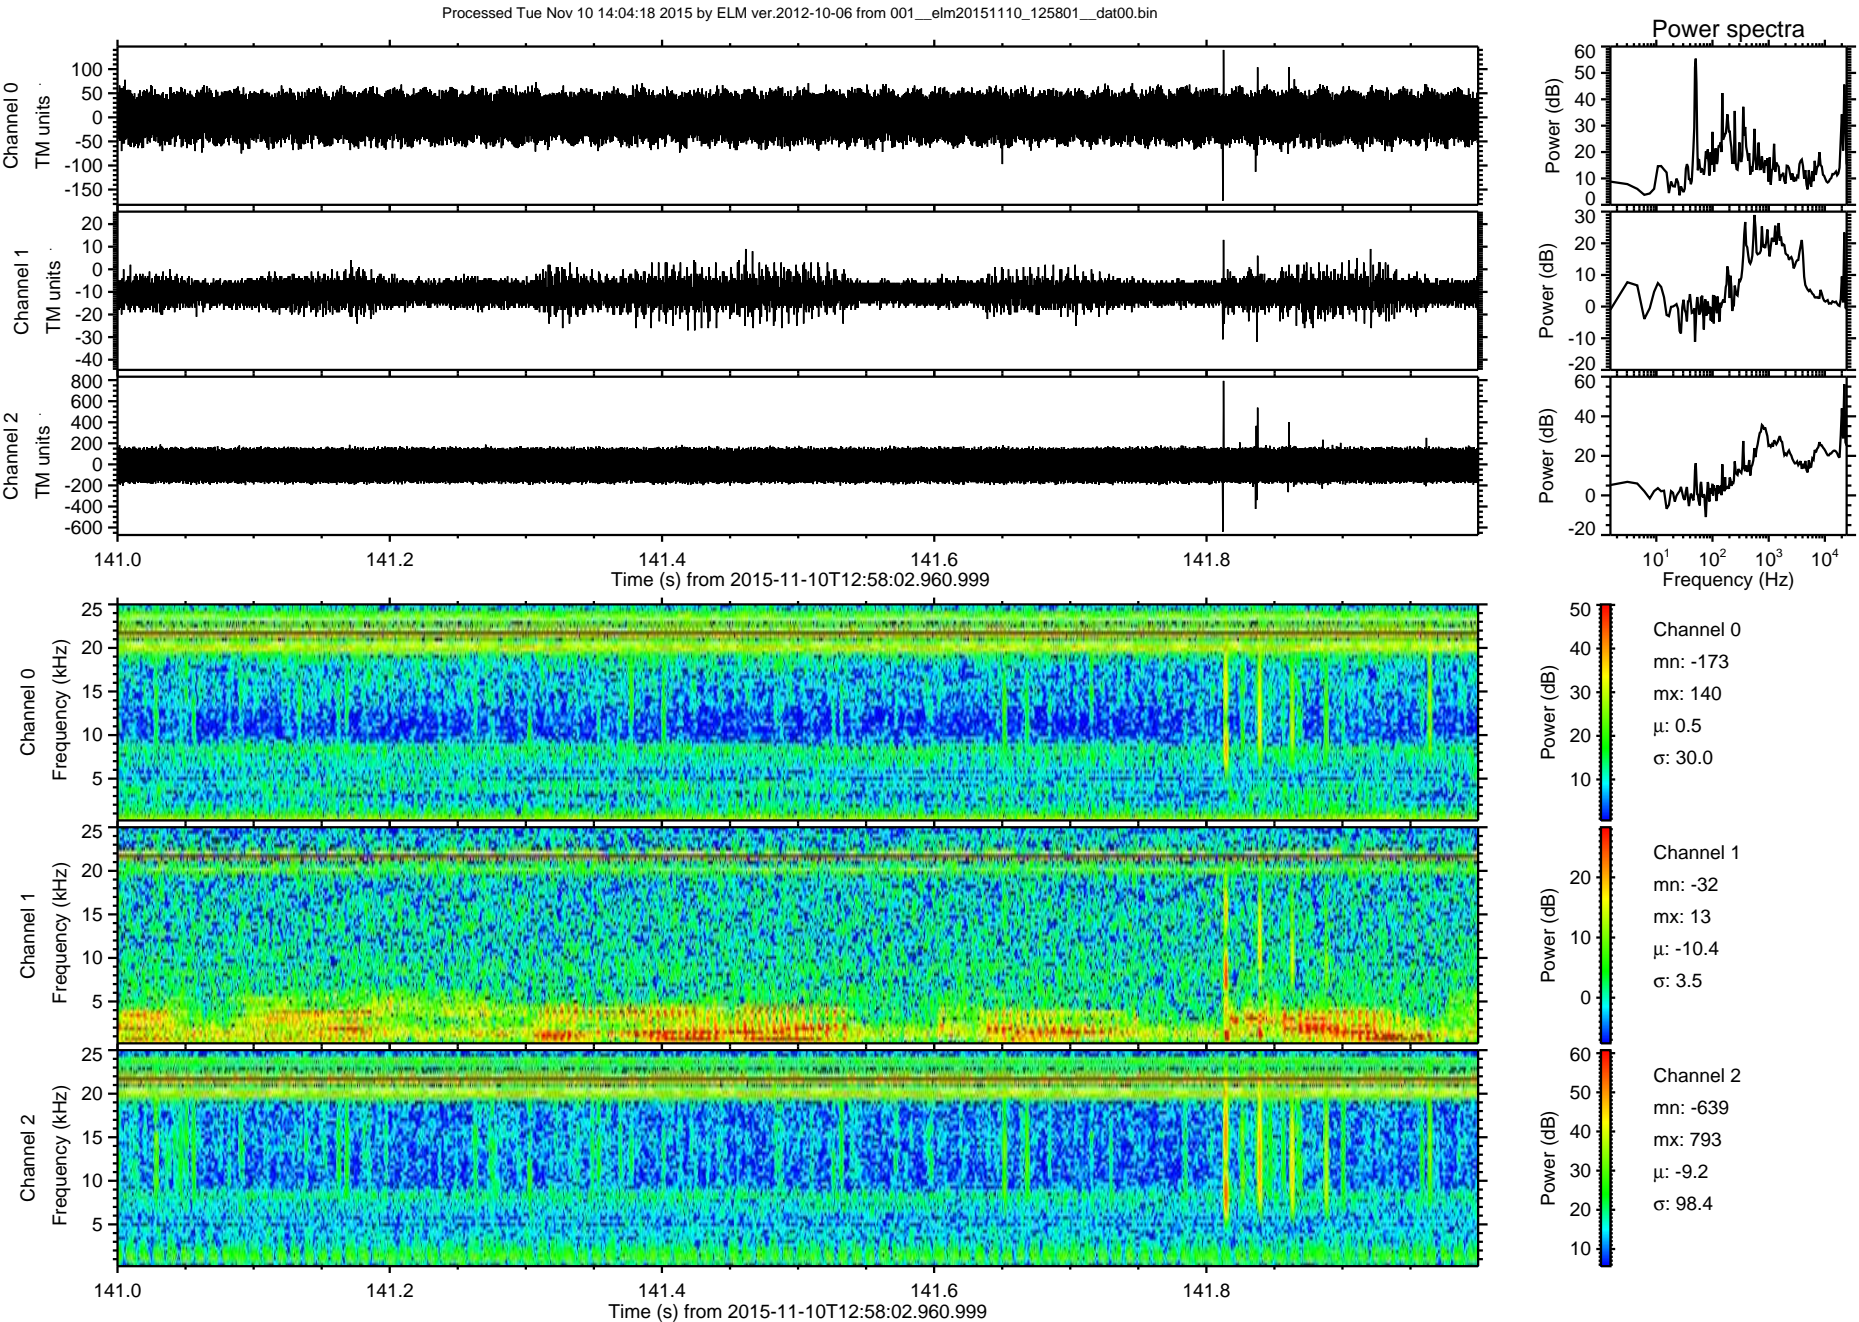 Processed Tue Nov 10 14:04:18 2015 by ELM ver.2012-10-06 from 001__elm20151110_125801__dat00.bin
Power spectra
Channel 0
TM units
100
50
0
-50
-100
-150
Power (dB)
60
50
40
30
20
10
0
Channel 1
TM units
20
10
0
-10
-20
-30
-40
Power (dB)
30
20
10
0
-10
-20
Channel 2
TM units
800
600
400
200
0
-200
-400
-600
Power (dB)
60
40
20
0
-20
141.0 141.2 141.4 141.6 141.8
Time (s) from 2015-11-10T12:58:02.960.999
10¹ 10² 10³ 10⁴
Frequency (Hz)
Channel 0
Frequency (kHz)
25
20
15
10
5
Power (dB)
50
40
30
20
10
Channel 0
mn: -173
mx: 140
μ: 0.5
σ: 30.0
Channel 1
Frequency (kHz)
25
20
15
10
5
Power (dB)
20
10
0
Channel 1
mn: -32
mx: 13
μ: -10.4
σ: 3.5
Channel 2
Frequency (kHz)
25
20
15
10
5
Power (dB)
60
50
40
30
20
10
Channel 2
mn: -639
mx: 793
μ: -9.2
σ: 98.4
141.0 141.2 141.4 141.6 141.8
Time (s) from 2015-11-10T12:58:02.960.999